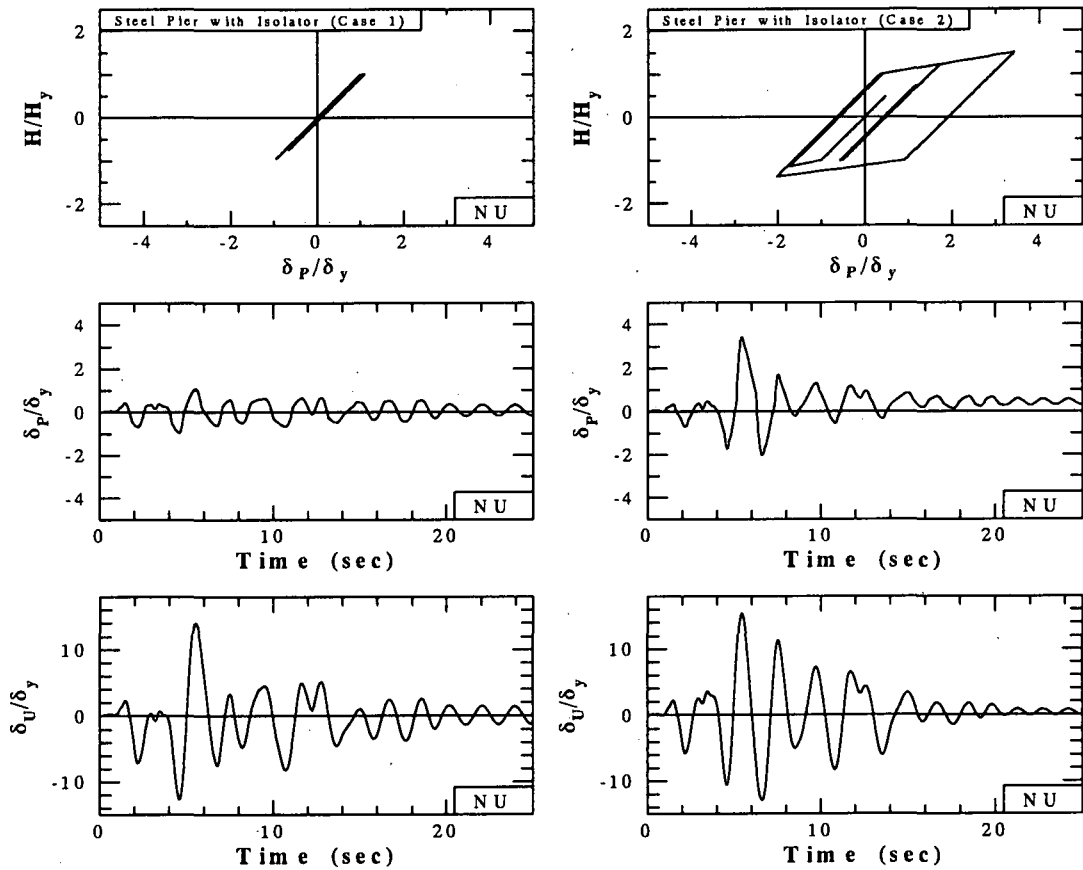 Steel Pier with Isolator (Case 1)
2
0
-2
H/Hy
NU
-4 -2 0 2 4
δP/δy
Steel Pier with Isolator (Case 2)
2
0
-2
H/Hy
NU
-4 -2 0 2 4
δP/δy
4
2
0
-2
-4
δP/δy
NU
0 10 20
Time (sec)
4
2
0
-2
-4
δP/δy
NU
0 10 20
Time (sec)
10
0
-10
δU/δy
NU
0 10 20
Time (sec)
10
0
-10
δU/δy
NU
0 10 20
Time (sec)